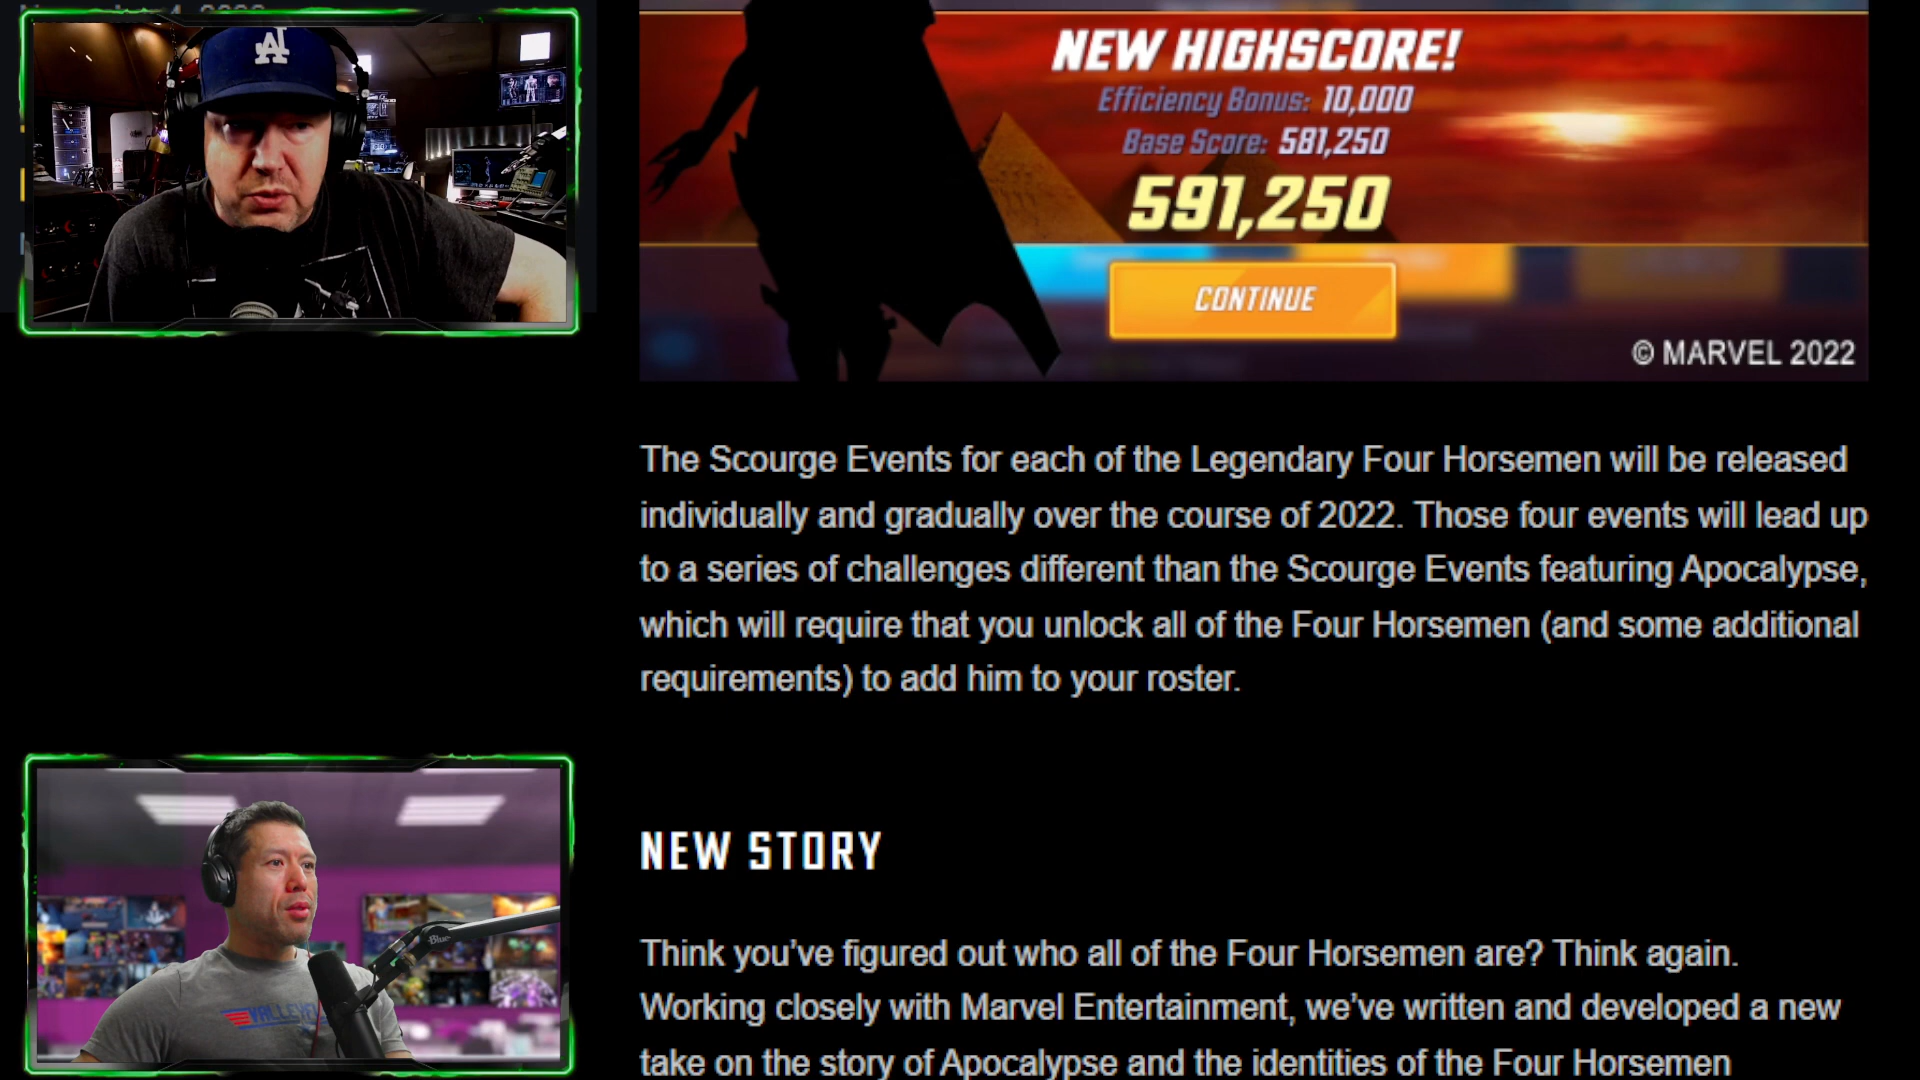 NEW HIGHSCORE!
Efficiency Bonus: 10,000
Base Score: 581,250
591,250
CONTINUE
© MARVEL 2022
The Scourge Events for each of the Legendary Four Horsemen will be released
individually and gradually over the course of 2022. Those four events will lead up
to a series of challenges different than the Scourge Events featuring Apocalypse,
which will require that you unlock all of the Four Horsemen (and some additional
requirements) to add him to your roster.
NEW STORY
Think you’ve figured out who all of the Four Horsemen are? Think again.
Working closely with Marvel Entertainment, we’ve written and developed a new
take on the story of Apocalypse and the identities of the Four Horsemen
LA
Blue